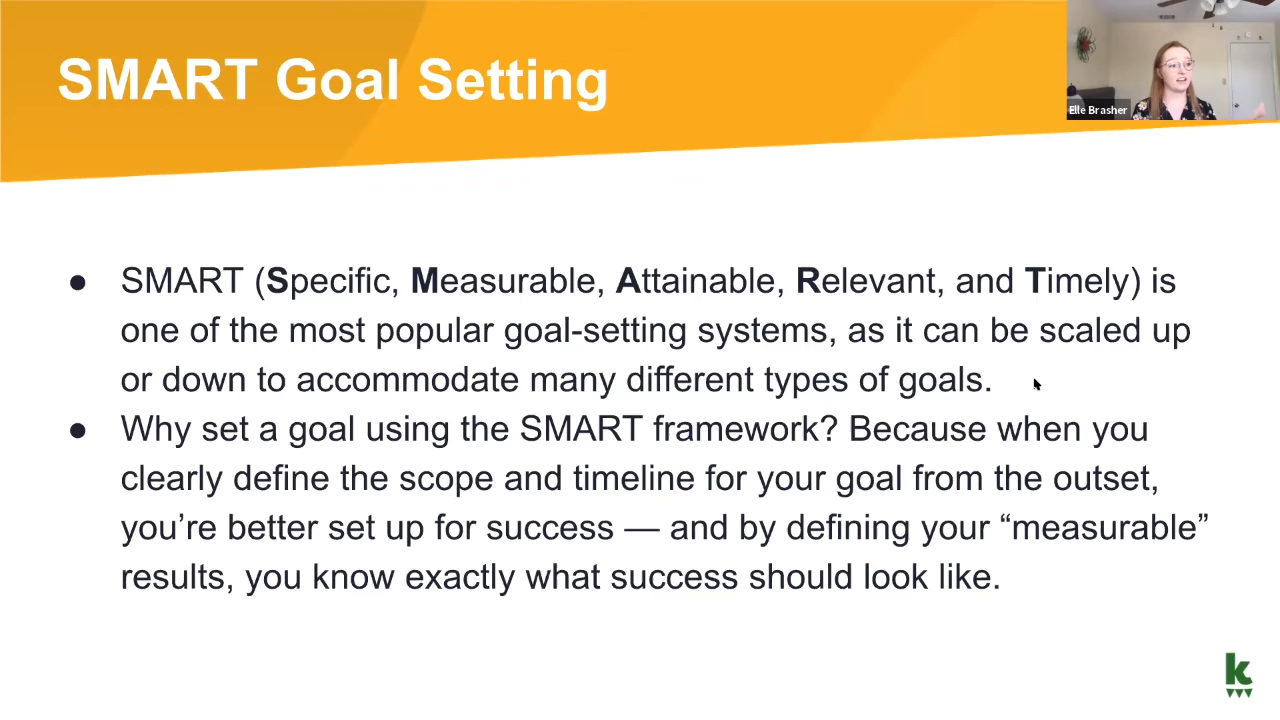 SMART Goal Setting
Elle Brasher
● SMART (Specific, Measurable, Attainable, Relevant, and Timely) is
one of the most popular goal-setting systems, as it can be scaled up
or down to accommodate many different types of goals.
● Why set a goal using the SMART framework? Because when you
clearly define the scope and timeline for your goal from the outset,
you’re better set up for success — and by defining your “measurable”
results, you know exactly what success should look like.
k